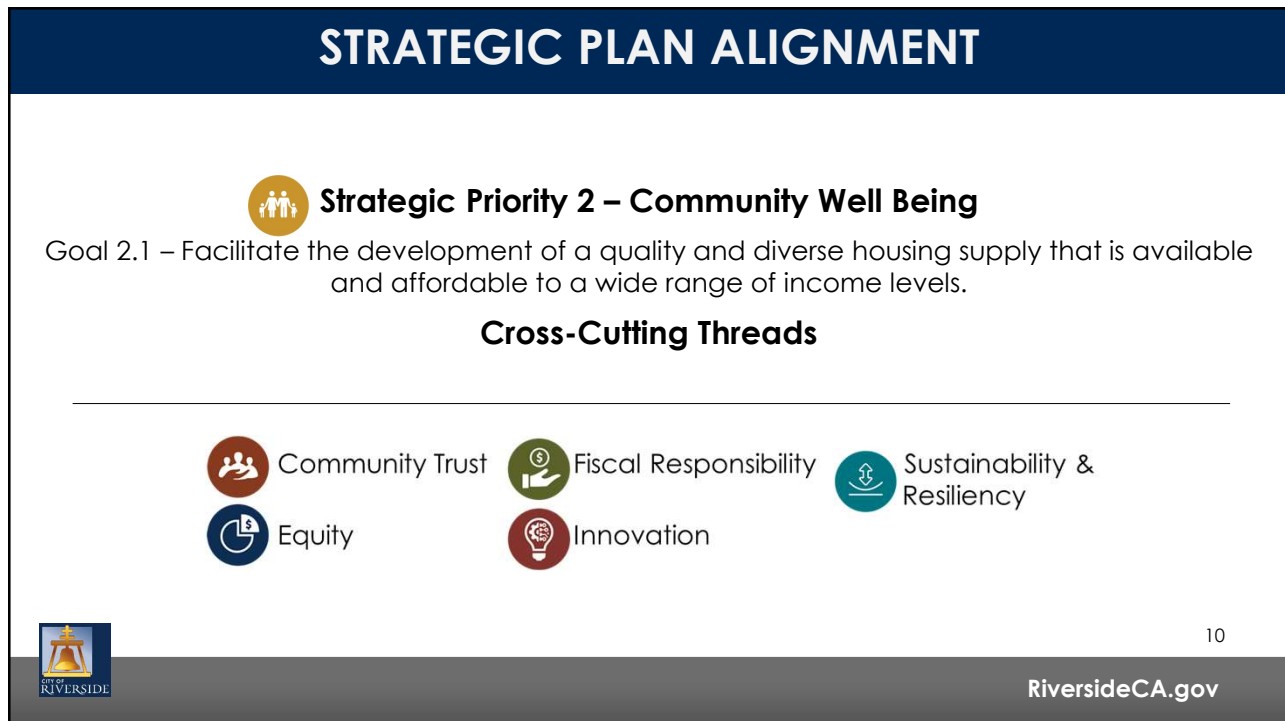 STRATEGIC PLAN ALIGNMENT
Strategic Priority 2 – Community Well Being
Goal 2.1 – Facilitate the development of a quality and diverse housing supply that is available
and affordable to a wide range of income levels.
Cross-Cutting Threads
Community Trust
Fiscal Responsibility
Sustainability &
Resiliency
Equity
Innovation
10
CITY OF
RIVERSIDE
RiversideCA.gov